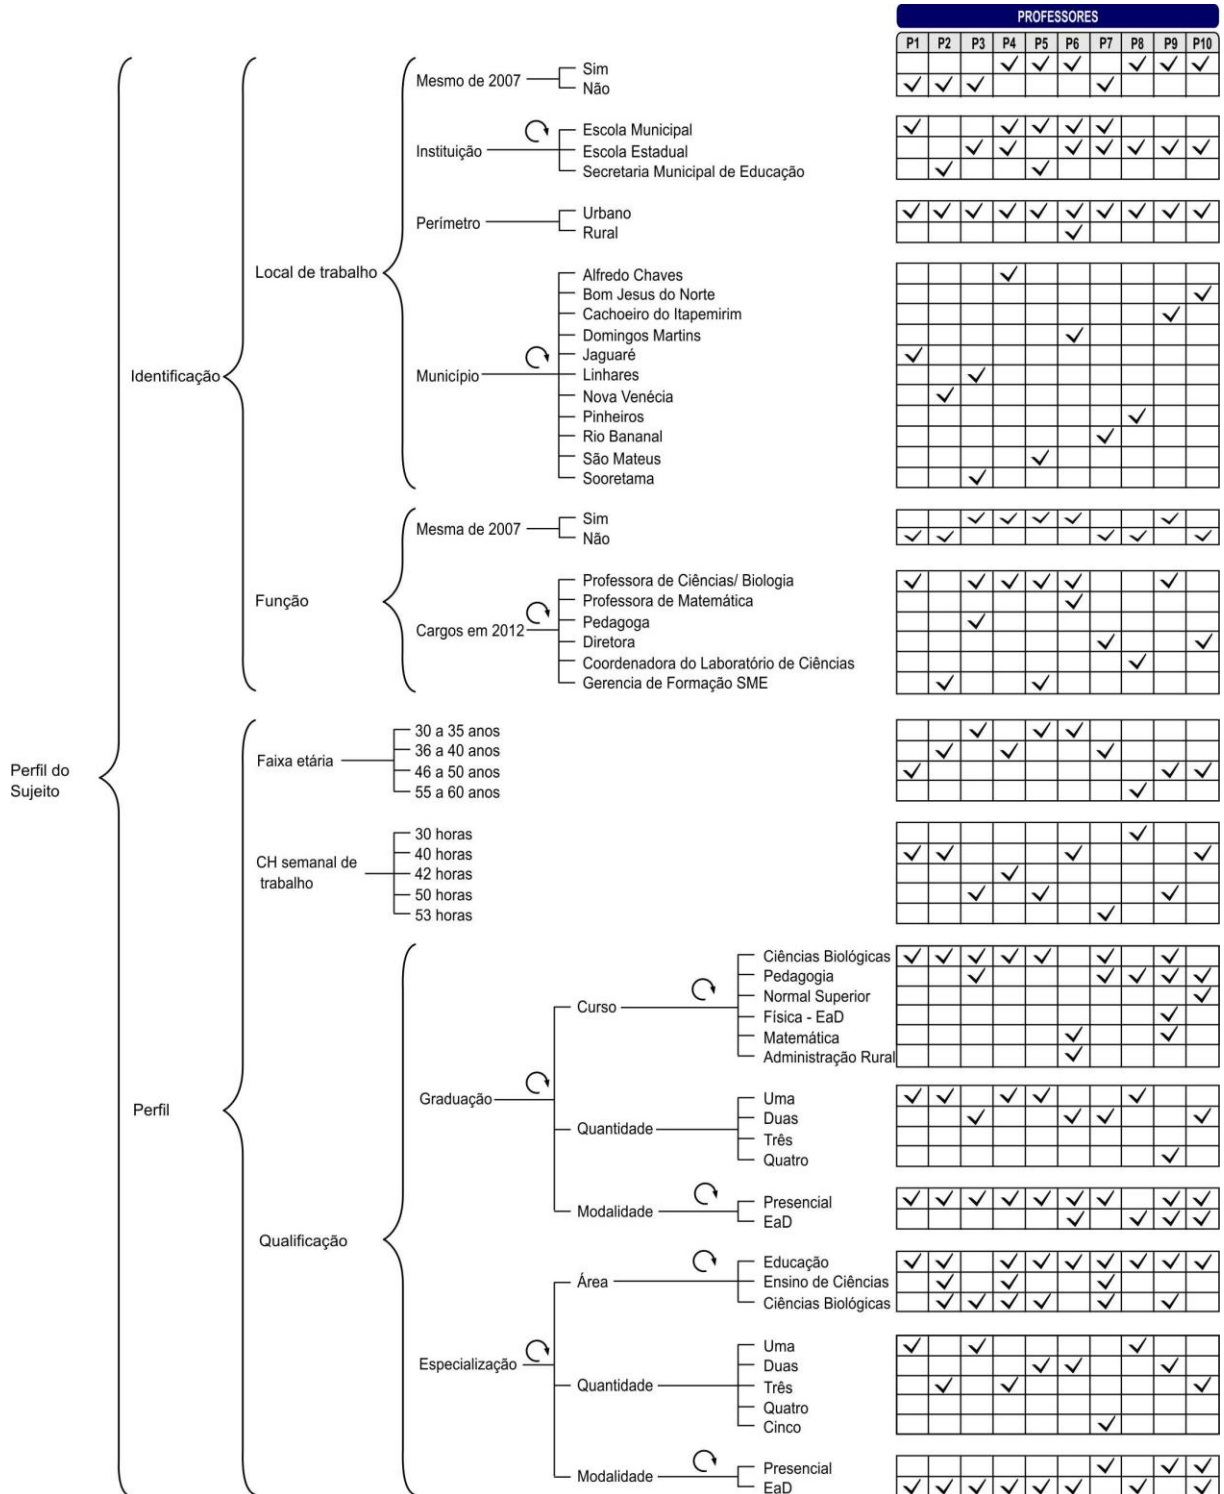 PROFESSORES
P1 P2 P3 P4 P5 P6 P7 P8 P9 P10
Mesmo de 2007
Sim
Não
Instituição
Escola Municipal
Escola Estadual
Secretaria Municipal de Educação
Perímetro
Urbano
Rural
Local de trabalho
Município
Alfredo Chaves
Bom Jesus do Norte
Cachoeiro do Itapemirim
Domingos Martins
Jaguaré
Linhares
Nova Venécia
Pinheiros
Rio Bananal
São Mateus
Sooretama
Identificação
Mesma de 2007
Sim
Não
Função
Cargos em 2012
Professora de Ciências/ Biologia
Professora de Matemática
Pedagoga
Diretora
Coordenadora do Laboratório de Ciências
Gerencia de Formação SME
Perfil do
Sujeito
Faixa etária
30 a 35 anos
36 a 40 anos
46 a 50 anos
55 a 60 anos
CH semanal de
trabalho
30 horas
40 horas
42 horas
50 horas
53 horas
Perfil
Qualificação
Graduação
Curso
Ciências Biológicas
Pedagogia
Normal Superior
Física - EaD
Matemática
Administração Rural
Quantidade
Uma
Duas
Três
Quatro
Modalidade
Presencial
EaD
Especialização
Área
Educação
Ensino de Ciências
Ciências Biológicas
Quantidade
Uma
Duas
Três
Quatro
Cinco
Modalidade
Presencial
EaD